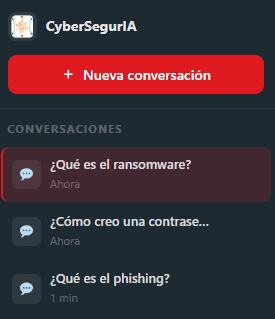 CyberSegurIA
+ Nueva conversación
CONVERSACIONES
¿Qué es el ransomware?
Ahora
¿Cómo creo una contrase...
Ahora
¿Qué es el phishing?
1 min